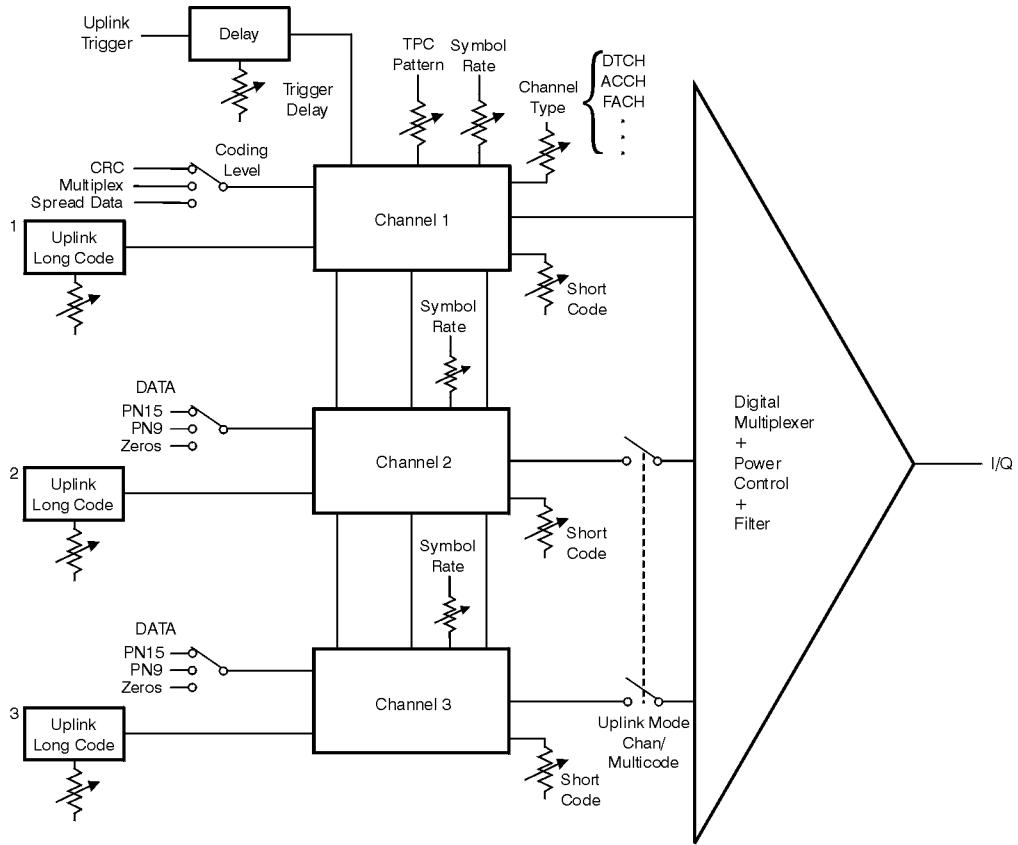 Uplink
Trigger
Delay
Trigger
Delay
TPC
Pattern
Symbol
Rate
Channel
Type
DTCH
ACCH
FACH
Coding
Level
CRC
Multiplex
Spread Data
1
Uplink
Long Code
Channel 1
Short
Code
Symbol
Rate
DATA
PN15
PN9
Zeros
2
Uplink
Long Code
Channel 2
Short
Code
Digital
Multiplexer
+
Power
Control
+
Filter
I/Q
Symbol
Rate
DATA
PN15
PN9
Zeros
3
Uplink
Long Code
Channel 3
Short
Code
Uplink Mode
Chan/
Multicode